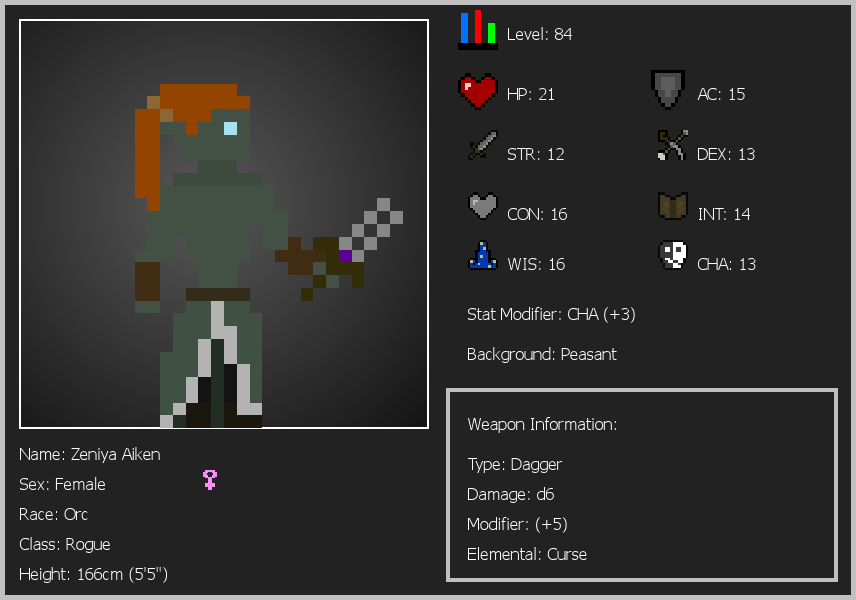 Level: 84
HP: 21
AC: 15
STR: 12
DEX: 13
CON: 16
INT: 14
WIS: 16
CHA: 13
Stat Modifier: CHA (+3)
Background: Peasant
Weapon Information:
Type: Dagger
Damage: d6
Modifier: (+5)
Elemental: Curse
Name: Zeniya Aiken
Sex: Female
Race: Orc
Class: Rogue
Height: 166cm (5'5")